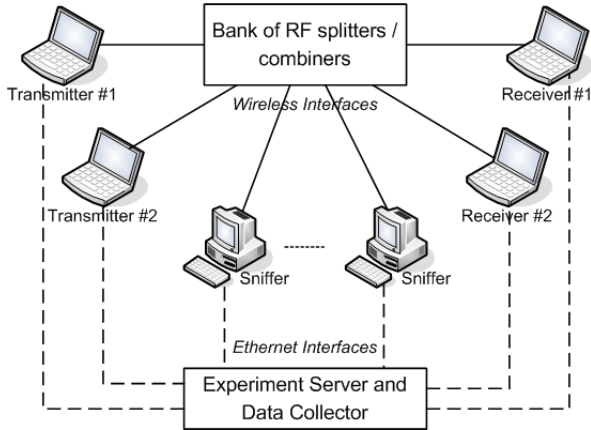 Bank of RF splitters /
combiners
Transmitter #1
Wireless Interfaces
Receiver #1
Transmitter #2
Receiver #2
Sniffer
Sniffer
Ethernet Interfaces
Experiment Server and
Data Collector